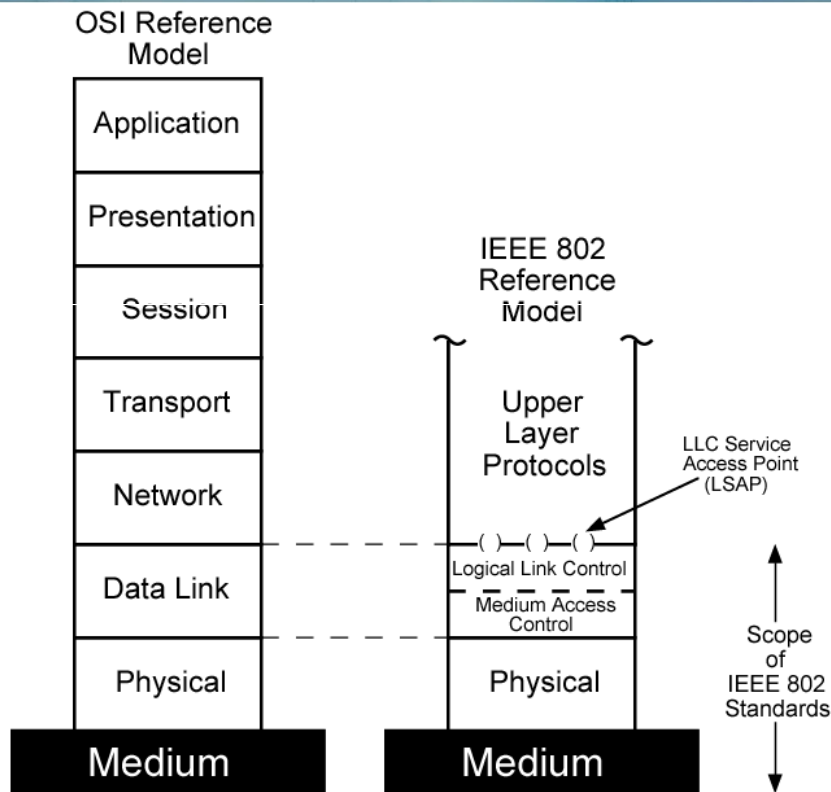 OSI Reference
Model
Application
Presentation
Session
Transport
Network
Data Link
Physical
Medium
IEEE 802
Reference
Model
Upper
Layer
Protocols
LLC Service
Access Point
(LSAP)
( ) ( ) ( )
Logical Link Control
Medium Access
Control
Physical
Medium
Scope
of
IEEE 802
Standards